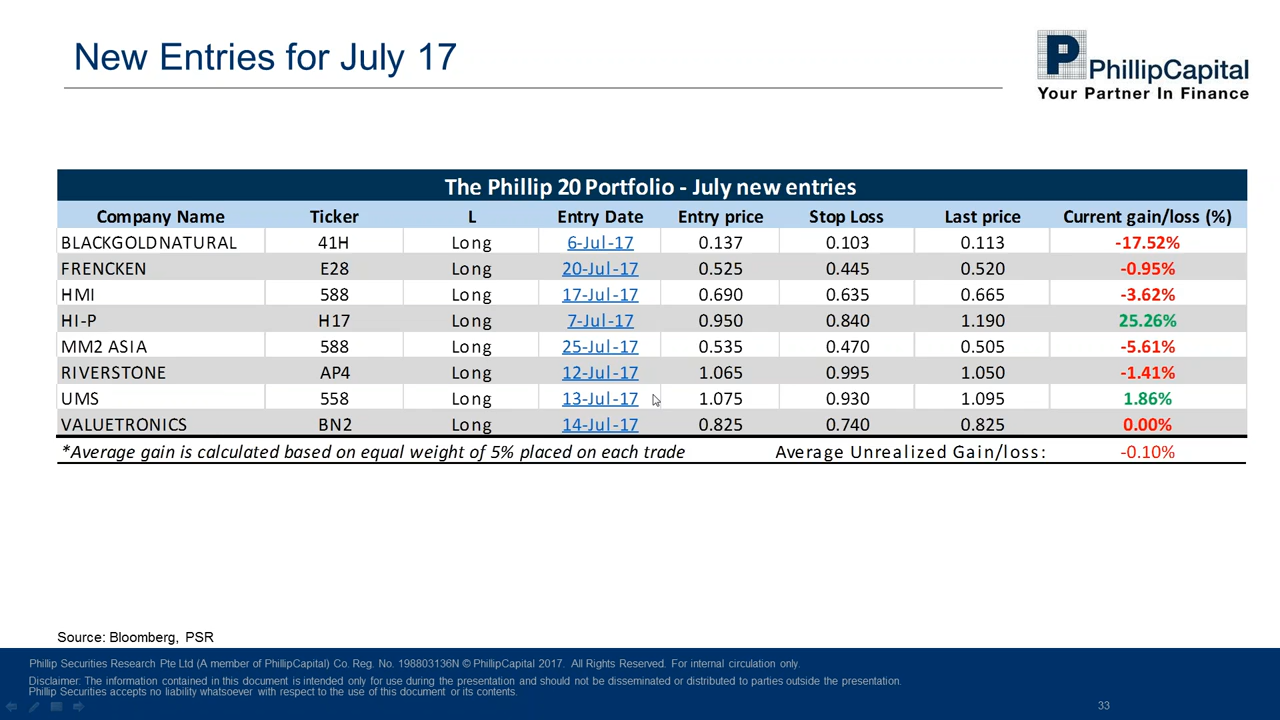 New Entries for July 17
P PhillipCapital
Your Partner In Finance
The Phillip 20 Portfolio - July new entries
Company Name Ticker L Entry Date Entry price Stop Loss Last price Current gain/loss (%)
BLACKGOLDNATURAL 41H Long 6-Jul-17 0.137 0.103 0.113 -17.52%
FRENCKEN E28 Long 20-Jul-17 0.525 0.445 0.520 -0.95%
HMI 588 Long 17-Jul-17 0.690 0.635 0.665 -3.62%
HI-P H17 Long 7-Jul-17 0.950 0.840 1.190 25.26%
MM2 ASIA 588 Long 25-Jul-17 0.535 0.470 0.505 -5.61%
RIVERSTONE AP4 Long 12-Jul-17 1.065 0.995 1.050 -1.41%
UMS 558 Long 13-Jul-17 1.075 0.930 1.095 1.86%
VALUETRONICS BN2 Long 14-Jul-17 0.825 0.740 0.825 0.00%
*Average gain is calculated based on equal weight of 5% placed on each trade Average Unrealized Gain/loss: -0.10%
Source: Bloomberg, PSR
Phillip Securities Research Pte Ltd (A member of PhillipCapital) Co. Reg. No. 198803136N © PhillipCapital 2017. All Rights Reserved. For internal circulation only.
Disclaimer: The information contained in this document is intended only for use during the presentation and should not be disseminated or distributed to parties outside the presentation.
Phillip Securities accepts no liability whatsoever with respect to the use of this document or its contents.
33